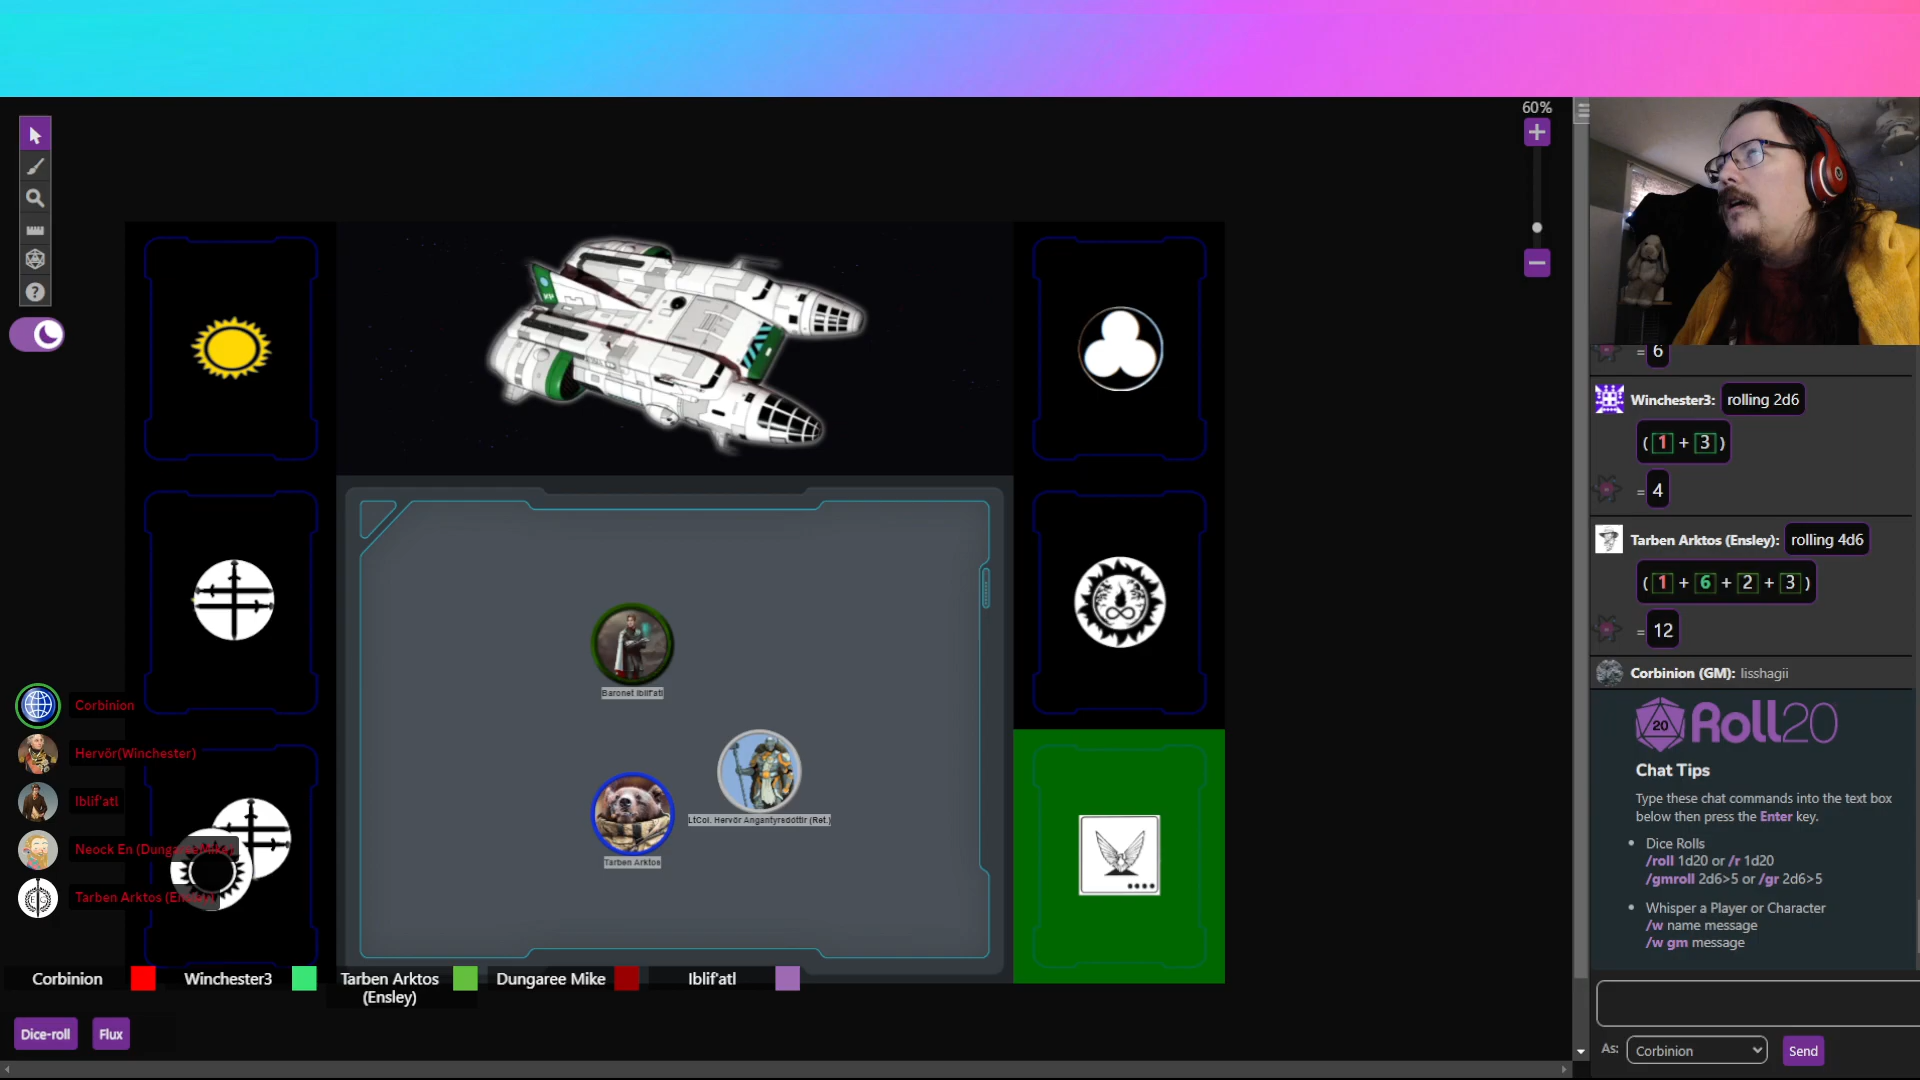 60%
6
=
Winchester3: rolling 2d6
( 1 + 3 )
= 4
Tarben Arktos (Ensley): rolling 4d6
( 1 + 6 + 2 + 3 )
= 12
Corbinion (GM): lisshagii
20 Roll20
Chat Tips
Type these chat commands into the text box
below then press the Enter key.
• Dice Rolls
/roll 1d20 or /r 1d20
/gmroll 2d6>5 or /gr 2d6>5
• Whisper a Player or Character
/w name message
/w gm message
As: Corbinion Send
Baronet Iblif'atl
LtCol. Hervör Angantyrsdóttir (Ret.)
Tarben Arktos
Corbinion
Hervör(Winchester)
Iblif'atl
Neock En (Dungaree Mike)
Tarben Arktos (Ensley)
Corbinion Winchester3 Tarben Arktos (Ensley) Dungaree Mike Iblif'atl
Dice-roll Flux